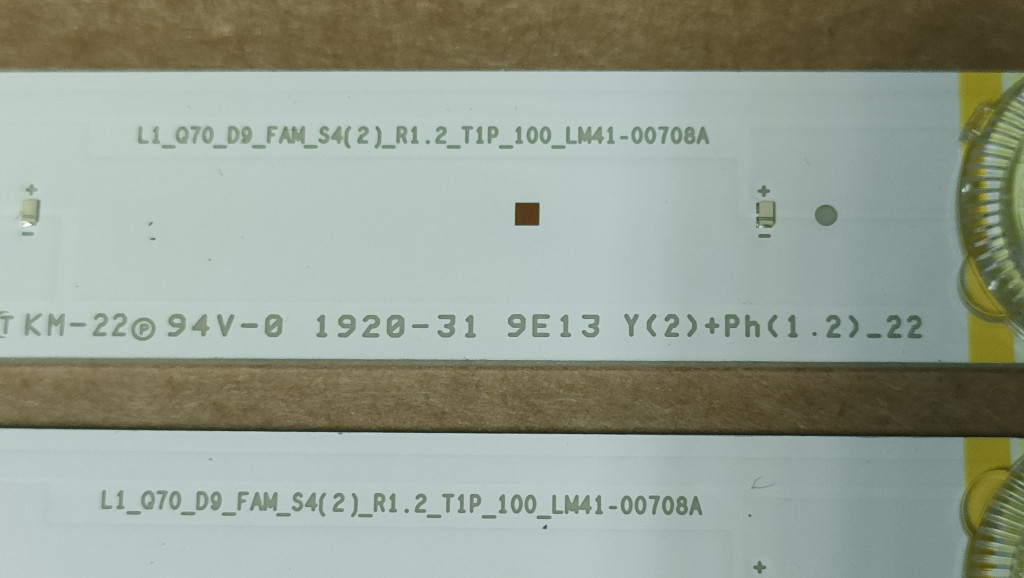 L1_Q70_D9_FAM_S4(2)_R1.2_T1P_100_LM41-00708A
+ +
- -
KM-22Ⓟ 94V-0 1920-31 9E13 Y(2)+Ph(1.2)_22
L1_Q70_D9_FAM_S4(2)_R1.2_T1P_100_LM41-00708A
+